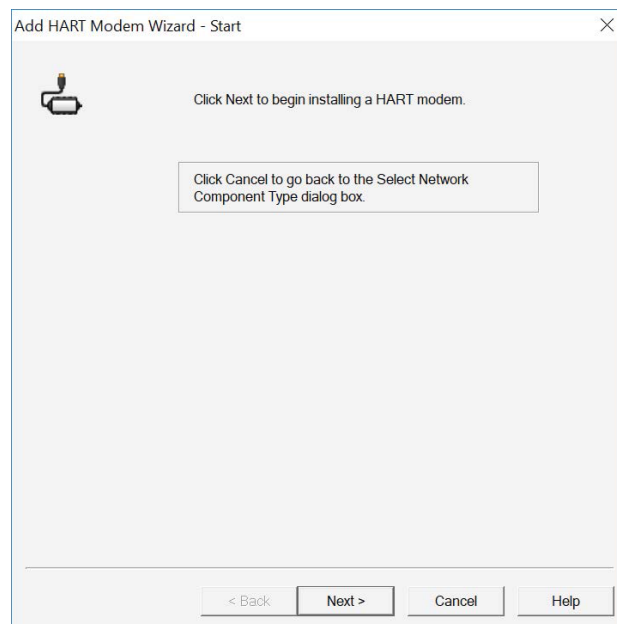 Add HART Modem Wizard - Start
Click Next to begin installing a HART modem.
Click Cancel to go back to the Select Network
Component Type dialog box.
< Back
Next >
Cancel
Help